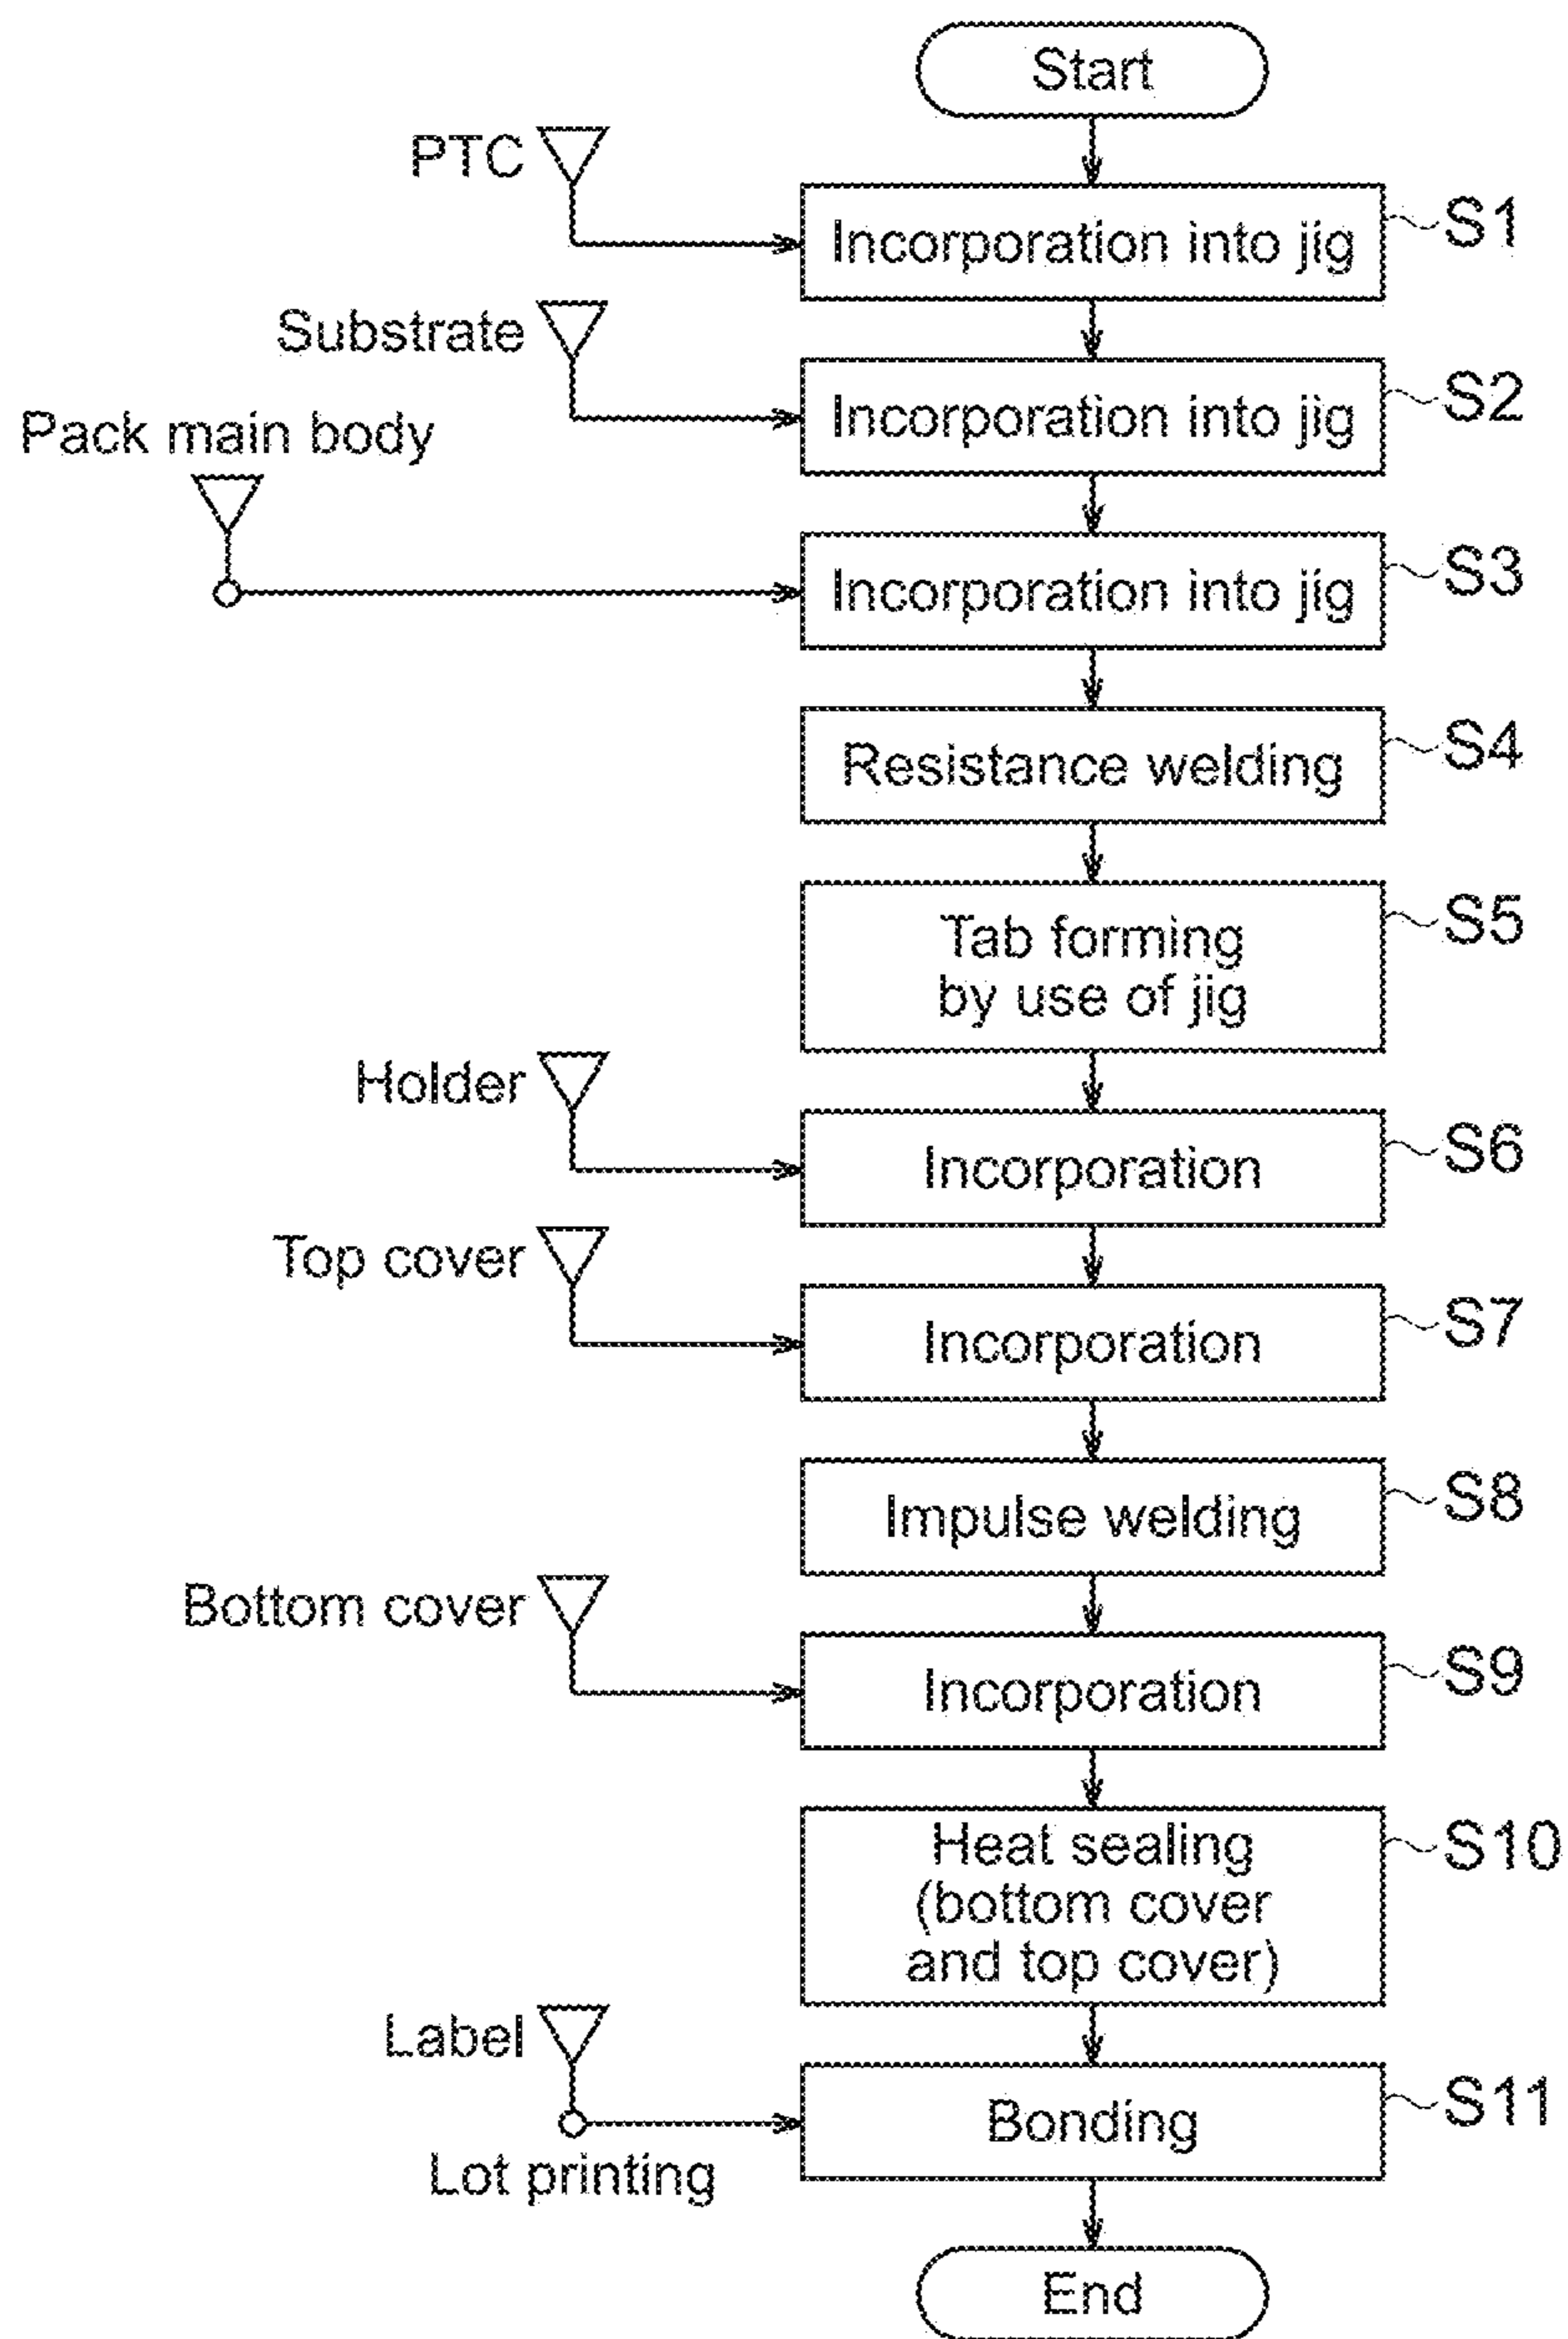 Start
PTC
Incorporation into jig
S1
Substrate
Incorporation into jig
S2
Pack main body
Incorporation into jig
S3
Resistance welding
S4
Tab forming
by use of jig
S5
Holder
Incorporation
S6
Top cover
Incorporation
S7
Impulse welding
S8
Bottom cover
Incorporation
S9
Heat sealing
(bottom cover
and top cover)
S10
Label
Lot printing
Bonding
S11
End